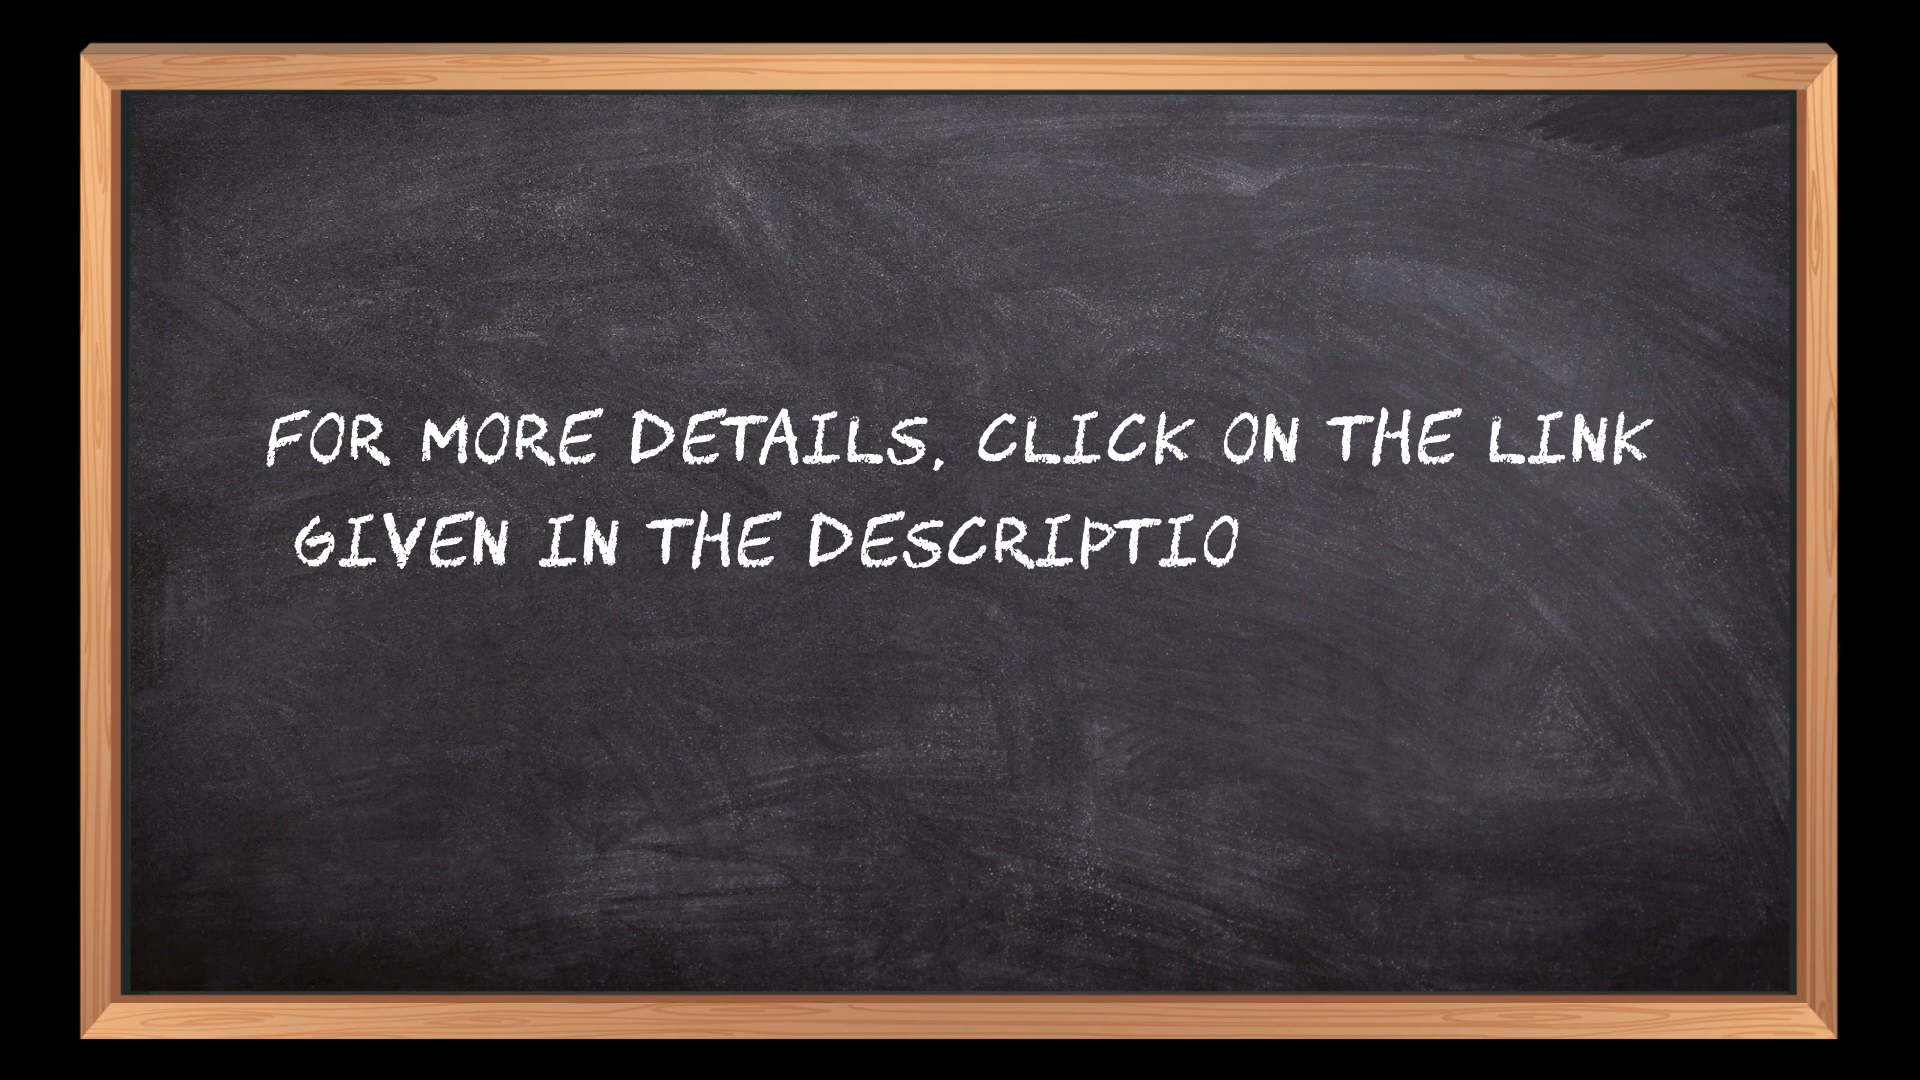 FOR MORE DETAILS, CLICK ON THE LINK
GIVEN IN THE DESCRIPTIO